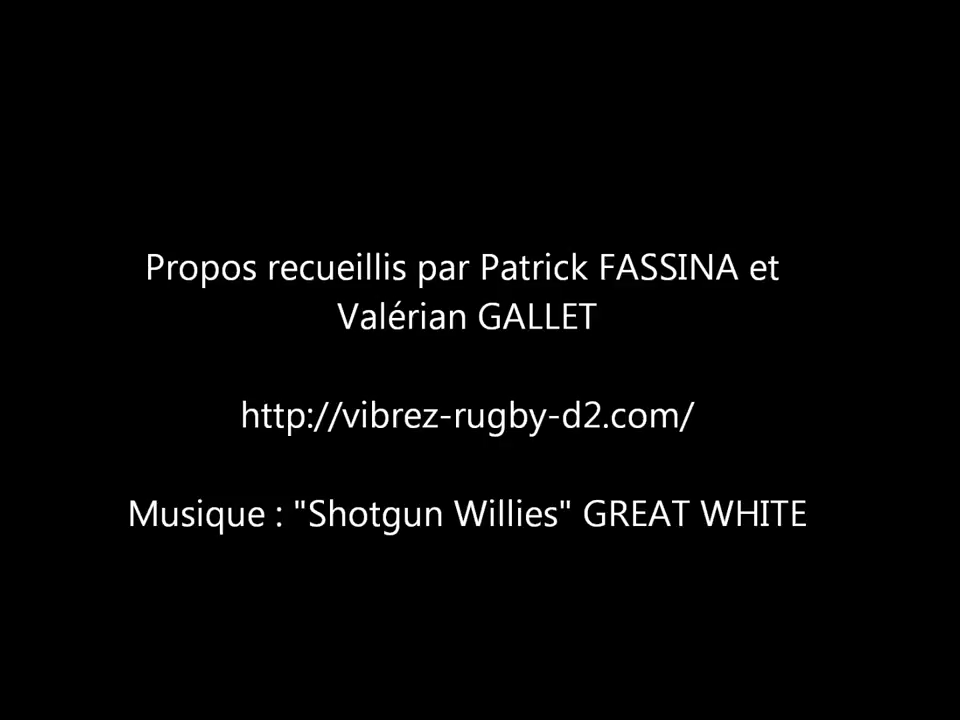 Propos recueillis par Patrick FASSINA et
Valérian GALLET
http://vibrez-rugby-d2.com/
Musique : "Shotgun Willies" GREAT WHITE